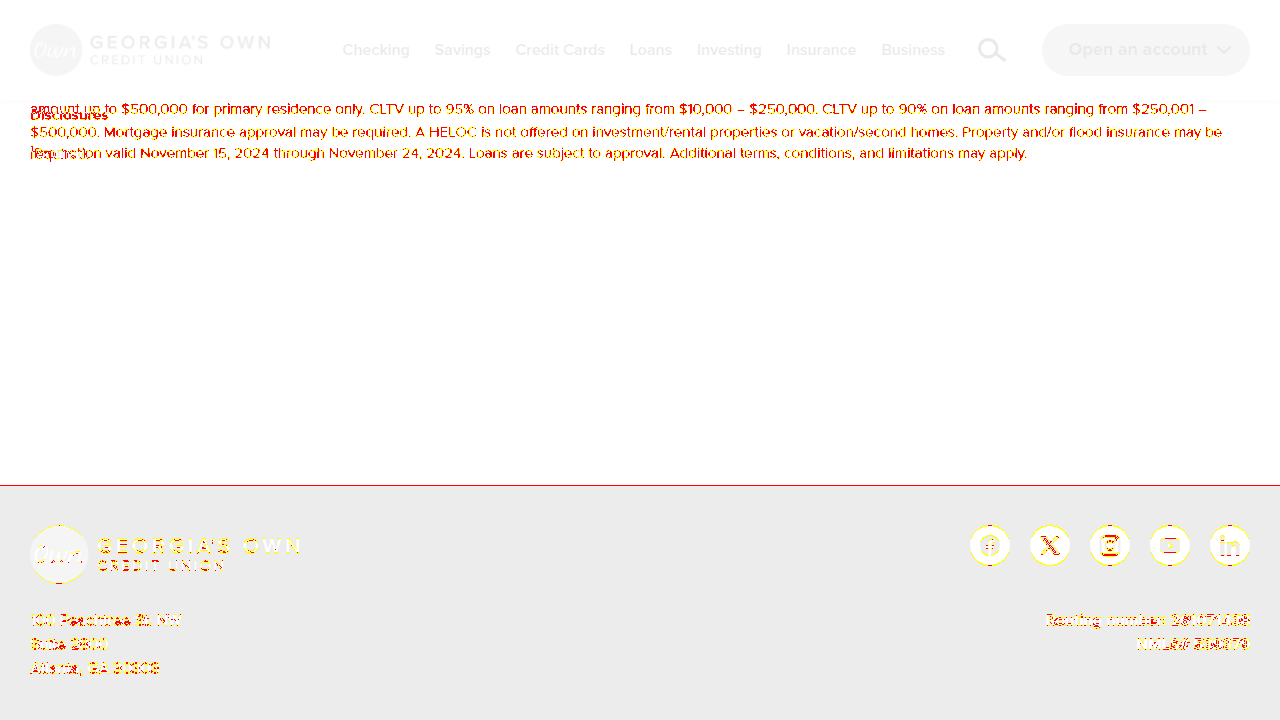 Own GEORGIA'S OWN
CREDIT UNION
Checking Savings Credit Cards Loans Investing Insurance Business Open an account
amount up to $500,000 for primary residence only. CLTV up to 95% on loan amounts ranging from $10,000 – $250,000. CLTV up to 90% on loan amounts ranging from $250,001 –
Disclosures
$500,000. Mortgage insurance approval may be required. A HELOC is not offered on investment/rental properties or vacation/second homes. Property and/or flood insurance may be
valid November 15, 2024 through November 24, 2024. Loans are subject to approval. Additional terms, conditions, and limitations may apply.
Own GEORGIA'S OWN
CREDIT UNION
100 Peachtree St. NW
Suite 2800
Atlanta, GA 30303
Routing number:
NMLS#